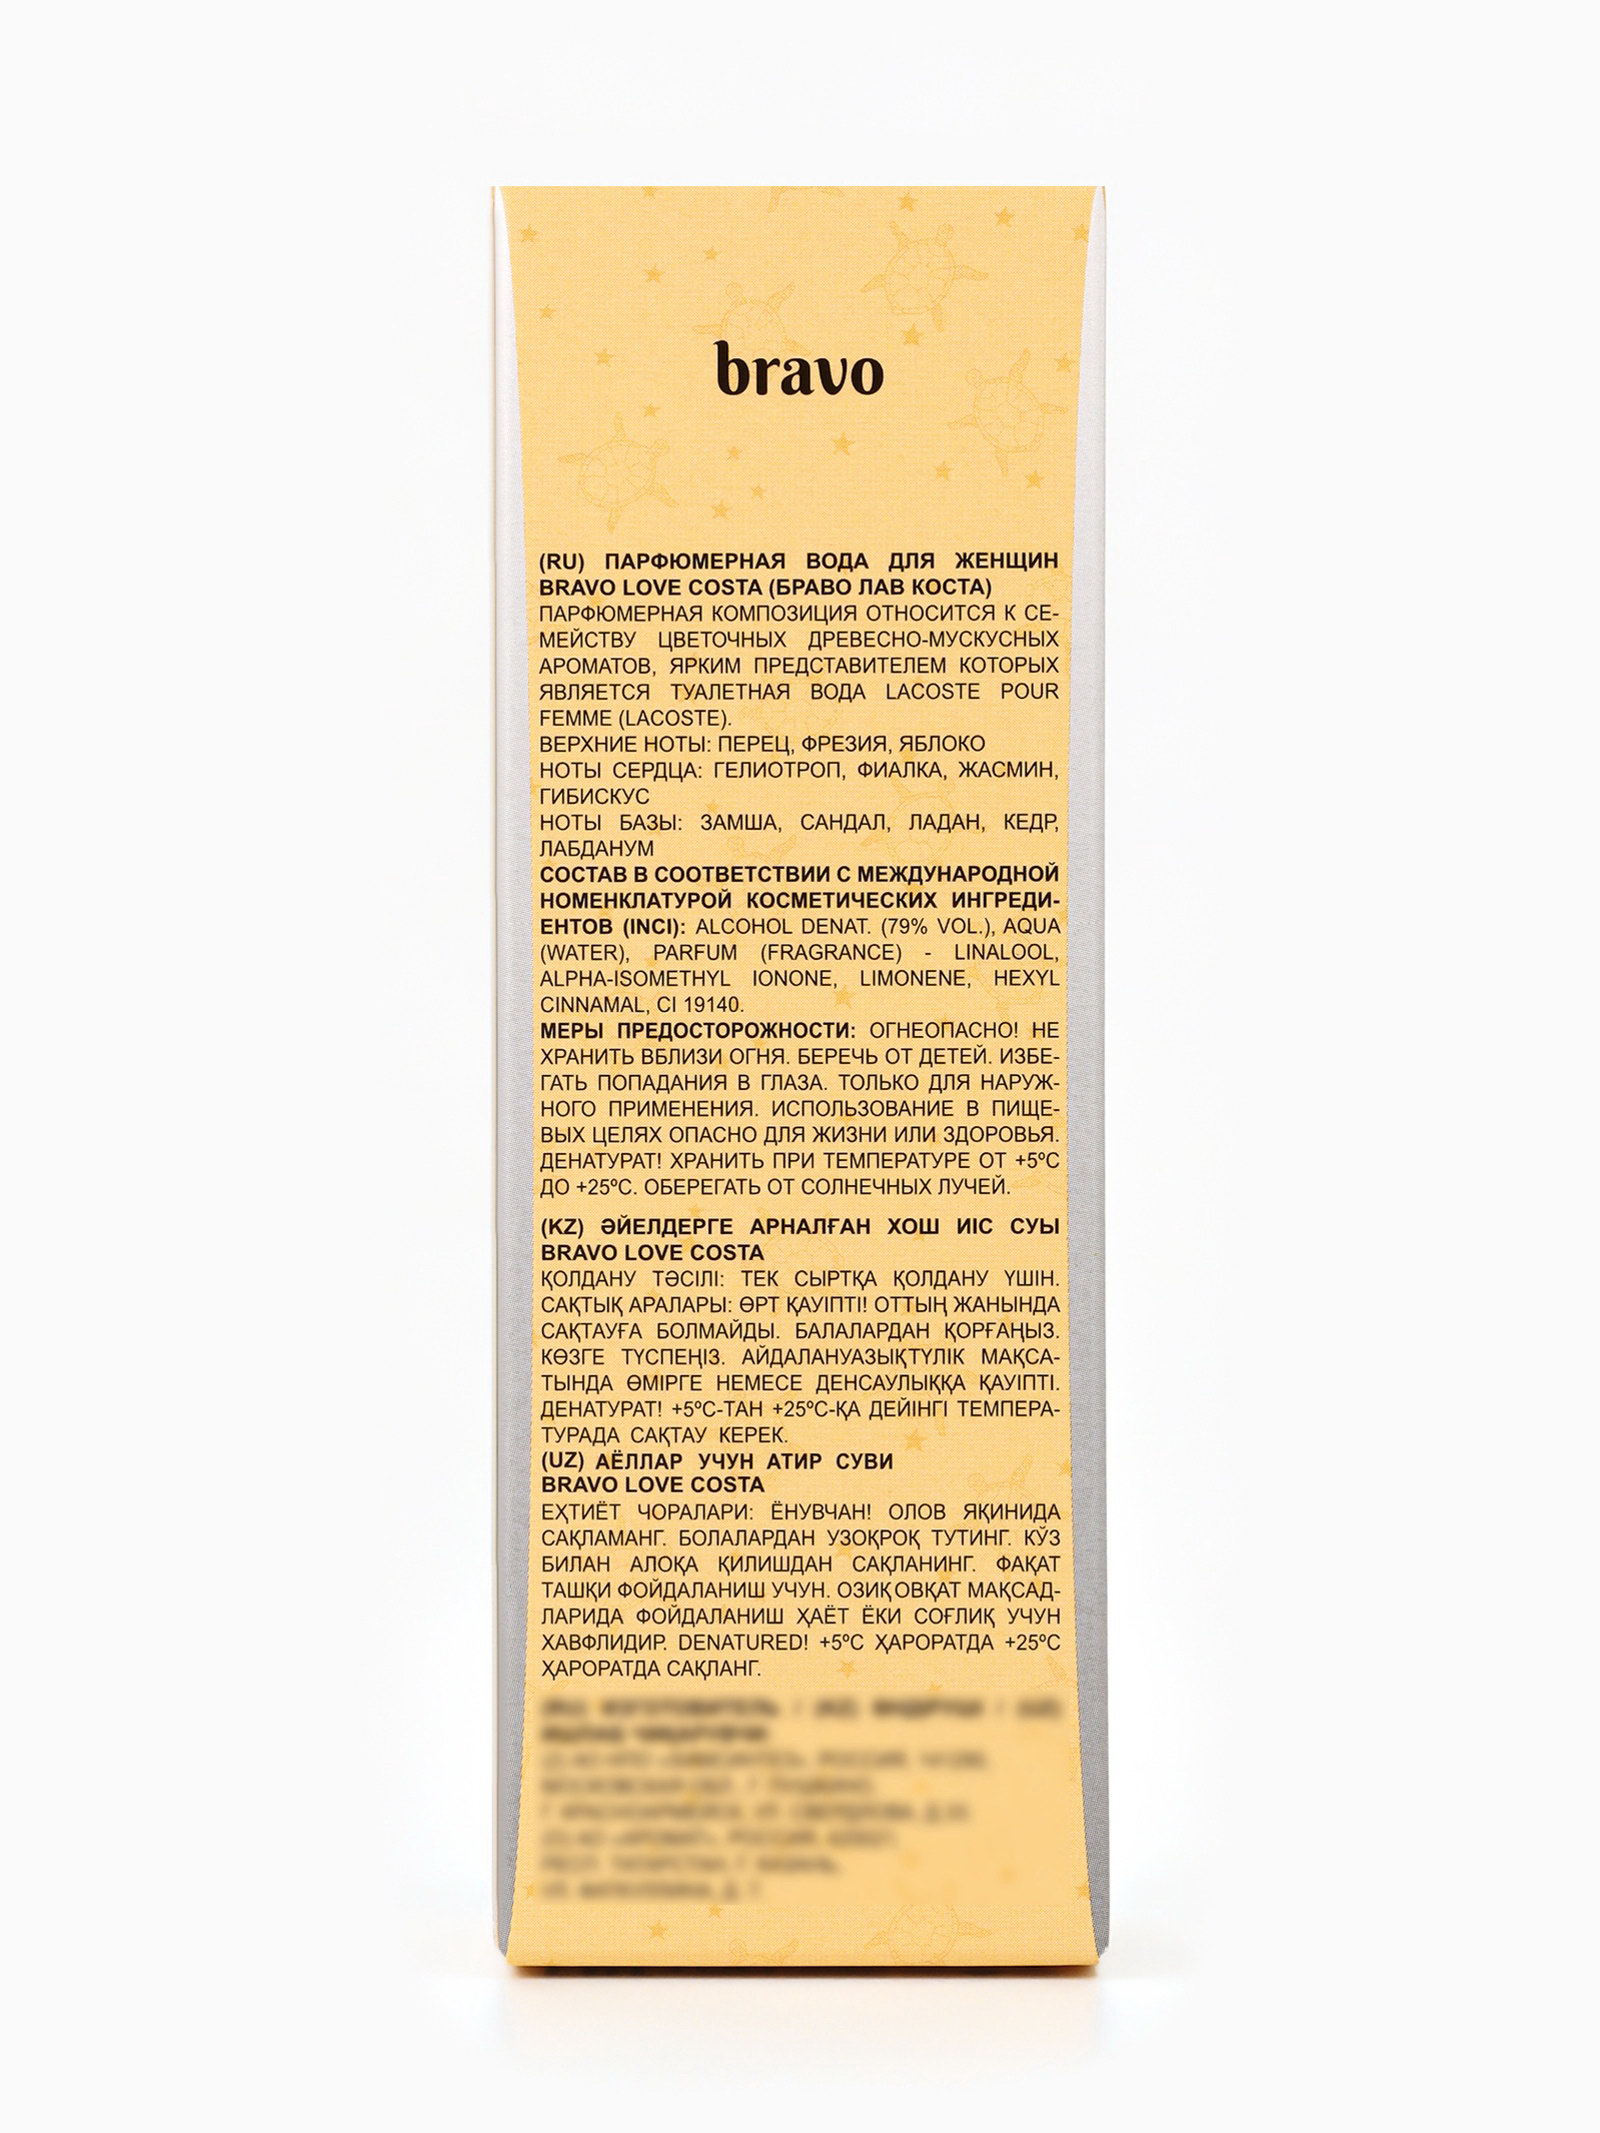 bravo
(RU) ПАРФЮМЕРНАЯ ВОДА ДЛЯ ЖЕНЩИН
BRAVO LOVE COSTA (БРАВО ЛАВ КОСТА)
ПАРФЮМЕРНАЯ КОМПОЗИЦИЯ ОТНОСИТСЯ К СЕ-
МЕЙСТВУ ЦВЕТОЧНЫХ ДРЕВЕСНО-МУСКУСНЫХ
АРОМАТОВ, ЯРКИМ ПРЕДСТАВИТЕЛЕМ КОТОРЫХ
ЯВЛЯЕТСЯ ТУАЛЕТНАЯ ВОДА LACOSTE POUR
FEMME (LACOSTE).
ВЕРХНИЕ НОТЫ: ПЕРЕЦ, ФРЕЗИЯ, ЯБЛОКО
НОТЫ СЕРДЦА: ГЕЛИОТРОП, ФИАЛКА, ЖАСМИН,
ГИБИСКУС
НОТЫ БАЗЫ: ЗАМША, САНДАЛ, ЛАДАН, КЕДР,
ЛАБДАНУМ
СОСТАВ В СООТВЕТСТВИИ С МЕЖДУНАРОДНОЙ
НОМЕНКЛАТУРОЙ КОСМЕТИЧЕСКИХ ИНГРЕДИ-
ЕНТОВ (INCI): ALCOHOL DENAT. (79% VOL.), AQUA
(WATER), PARFUM (FRAGRANCE) - LINALOOL,
ALPHA-ISOMETHYL IONONE, LIMONENE, HEXYL
CINNAMAL, CI 19140.
МЕРЫ ПРЕДОСТОРОЖНОСТИ: ОГНЕОПАСНО! НЕ
ХРАНИТЬ ВБЛИЗИ ОГНЯ. БЕРЕЧЬ ОТ ДЕТЕЙ. ИЗБЕ-
ГАТЬ ПОПАДАНИЯ В ГЛАЗА. ТОЛЬКО ДЛЯ НАРУЖ-
НОГО ПРИМЕНЕНИЯ. ИСПОЛЬЗОВАНИЕ В ПИЩЕ-
ВЫХ ЦЕЛЯХ ОПАСНО ДЛЯ ЖИЗНИ ИЛИ ЗДОРОВЬЯ.
ДЕНАТУРАТ! ХРАНИТЬ ПРИ ТЕМПЕРАТУРЕ ОТ +5ºС
ДО +25ºС. ОБЕРЕГАТЬ ОТ СОЛНЕЧНЫХ ЛУЧЕЙ.
(KZ) ӘЙЕЛДЕРГЕ АРНАЛҒАН ХОШ ИІС СУЫ
BRAVO LOVE COSTA
ҚОЛДАНУ ТӘСІЛІ: ТЕК СЫРТҚА ҚОЛДАНУ ҮШІН.
САҚТЫҚ АРАЛАРЫ: ӨРТ ҚАУІПТІ! ОТТЫҢ ЖАНЫНДА
САҚТАУҒА БОЛМАЙДЫ. БАЛАЛАРДАН ҚОРҒАҢЫЗ.
КӨЗГЕ ТҮСПЕҢІЗ. АЙДАЛАНУАЗЫҚТҮЛІК МАҚСА-
ТЫНДА ӨМІРГЕ НЕМЕСЕ ДЕНСАУЛЫҚҚА ҚАУІПТІ.
ДЕНАТУРАТ! +5ºС-ТАН +25ºС-ҚА ДЕЙІНГІ ТЕМПЕРА-
ТУРАДА САҚТАУ КЕРЕК.
(UZ) АЁЛЛАР УЧУН АТИР СУВИ
BRAVO LOVE COSTA
ЕҲТИЁТ ЧОРАЛАРИ: ЁНУВЧАН! ОЛОВ ЯҚИНИДА
САҚЛАМАНГ. БОЛАЛАРДАН УЗОҚРОҚ ТУТИНГ. КЎЗ
БИЛАН АЛОҚА ҚИЛИШДАН САҚЛАНИНГ. ФАҚАТ
ТАШҚИ ФОЙДАЛАНИШ УЧУН. ОЗИҚОВҚАТ МАҚСАД-
ЛАРИДА ФОЙДАЛАНИШ ҲАЁТ ЁКИ СОҒЛИҚ УЧУН
ХАВФЛИДИР. DENATURED! +5ºС ҲАРОРАТДА +25ºС
ҲАРОРАТДА САҚЛАНГ.